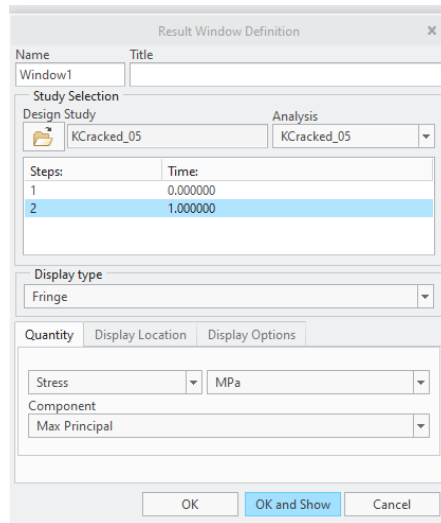 Result Window Definition X
Name Title
Window1
Study Selection
Design Study Analysis
KCracked_05 KCracked_05
Steps: Time:
1 0.000000
2 1.000000
Display type
Fringe
Quantity Display Location Display Options
Stress MPa
Component
Max Principal
OK OK and Show Cancel